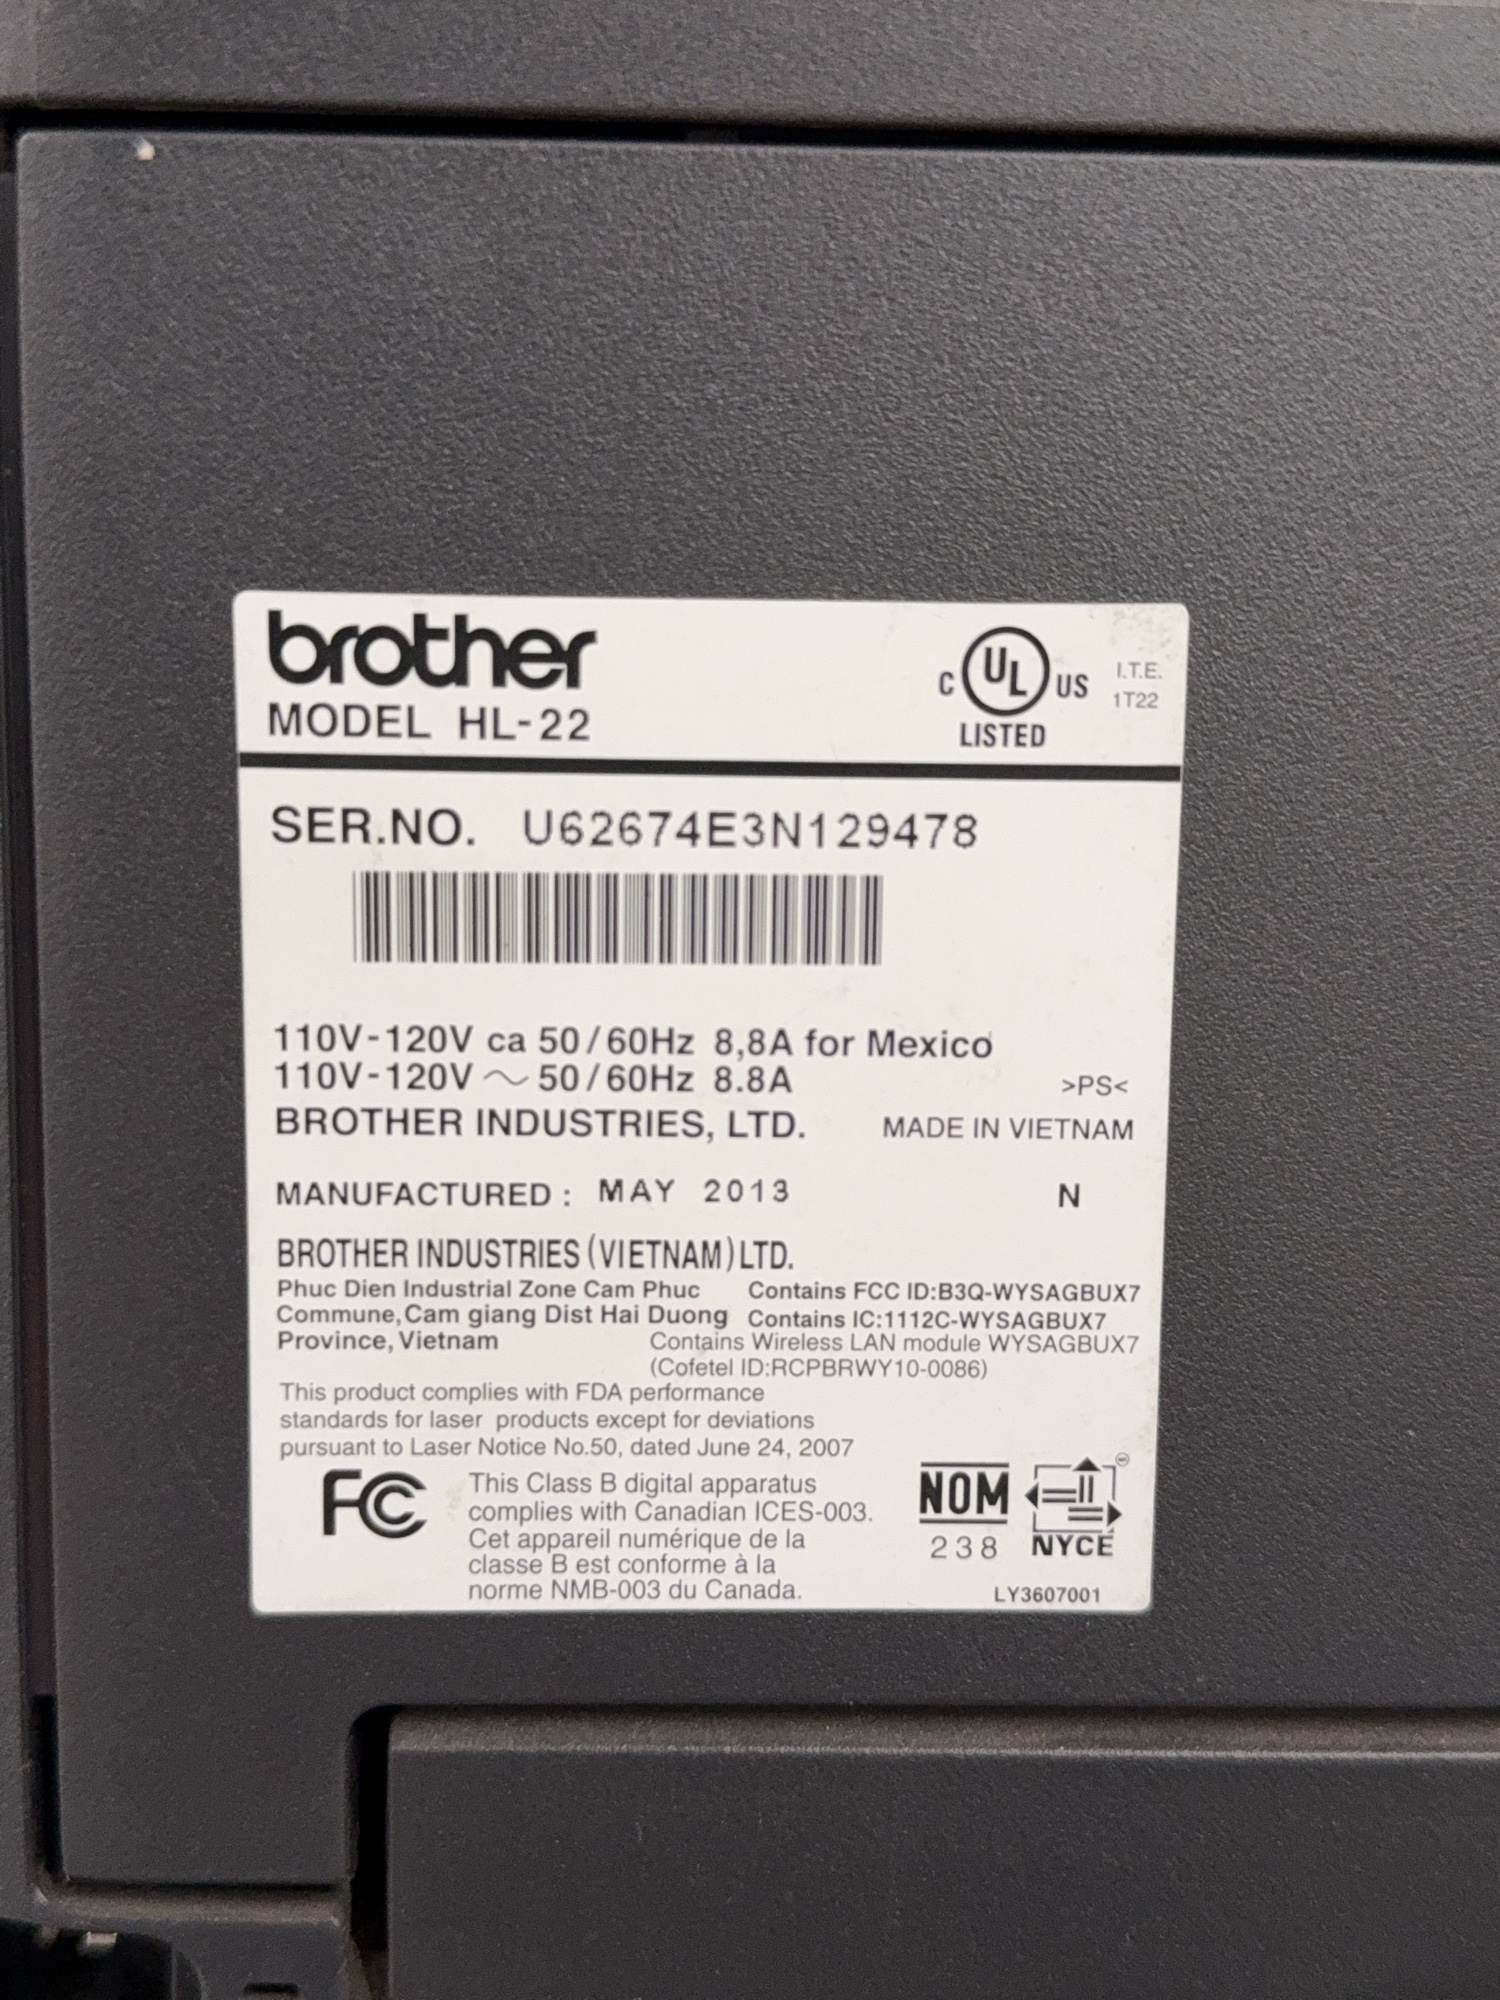 brother
MODEL HL-22
C UL US
LISTED
I.T.E.
1T22
SER.NO. U62674E3N129478
110V-120V ca 50/60Hz 8,8A for Mexico
110V-120V ~ 50/60Hz 8.8A
>PS<
BROTHER INDUSTRIES, LTD. MADE IN VIETNAM
MANUFACTURED: MAY 2013 N
BROTHER INDUSTRIES (VIETNAM) LTD.
Phuc Dien Industrial Zone Cam Phuc
Commune, Cam giang Dist Hai Duong
Province, Vietnam
Contains FCC ID:B3Q-WYSAGBUX7
Contains IC:1112C-WYSAGBUX7
Contains Wireless LAN module WYSAGBUX7
(Cofetel ID:RCPBRWY10-0086)
This product complies with FDA performance
standards for laser products except for deviations
pursuant to Laser Notice No.50, dated June 24, 2007
FC
This Class B digital apparatus
complies with Canadian ICES-003.
Cet appareil numérique de la
classe B est conforme à la
norme NMB-003 du Canada.
NOM
238
NYCE
LY3607001